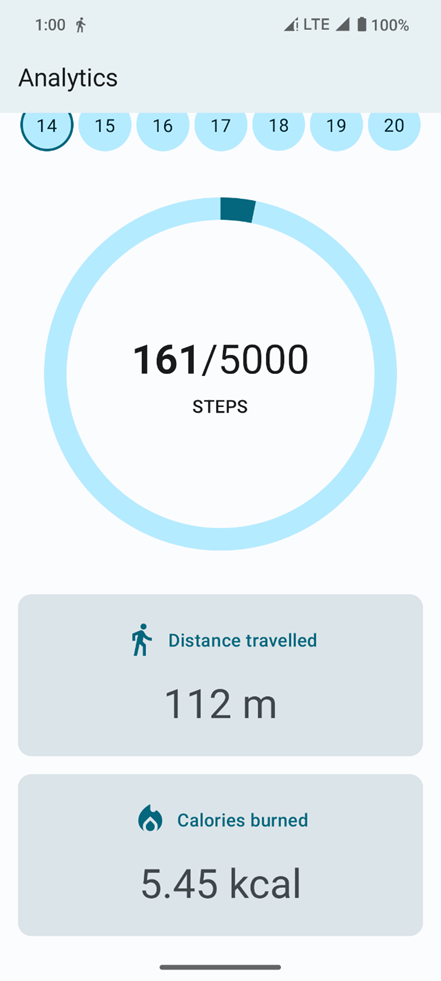 1:00 LTE 100%
Analytics
14 15 16 17 18 19 20
161/5000
STEPS
Distance travelled
112 m
Calories burned
5.45 kcal